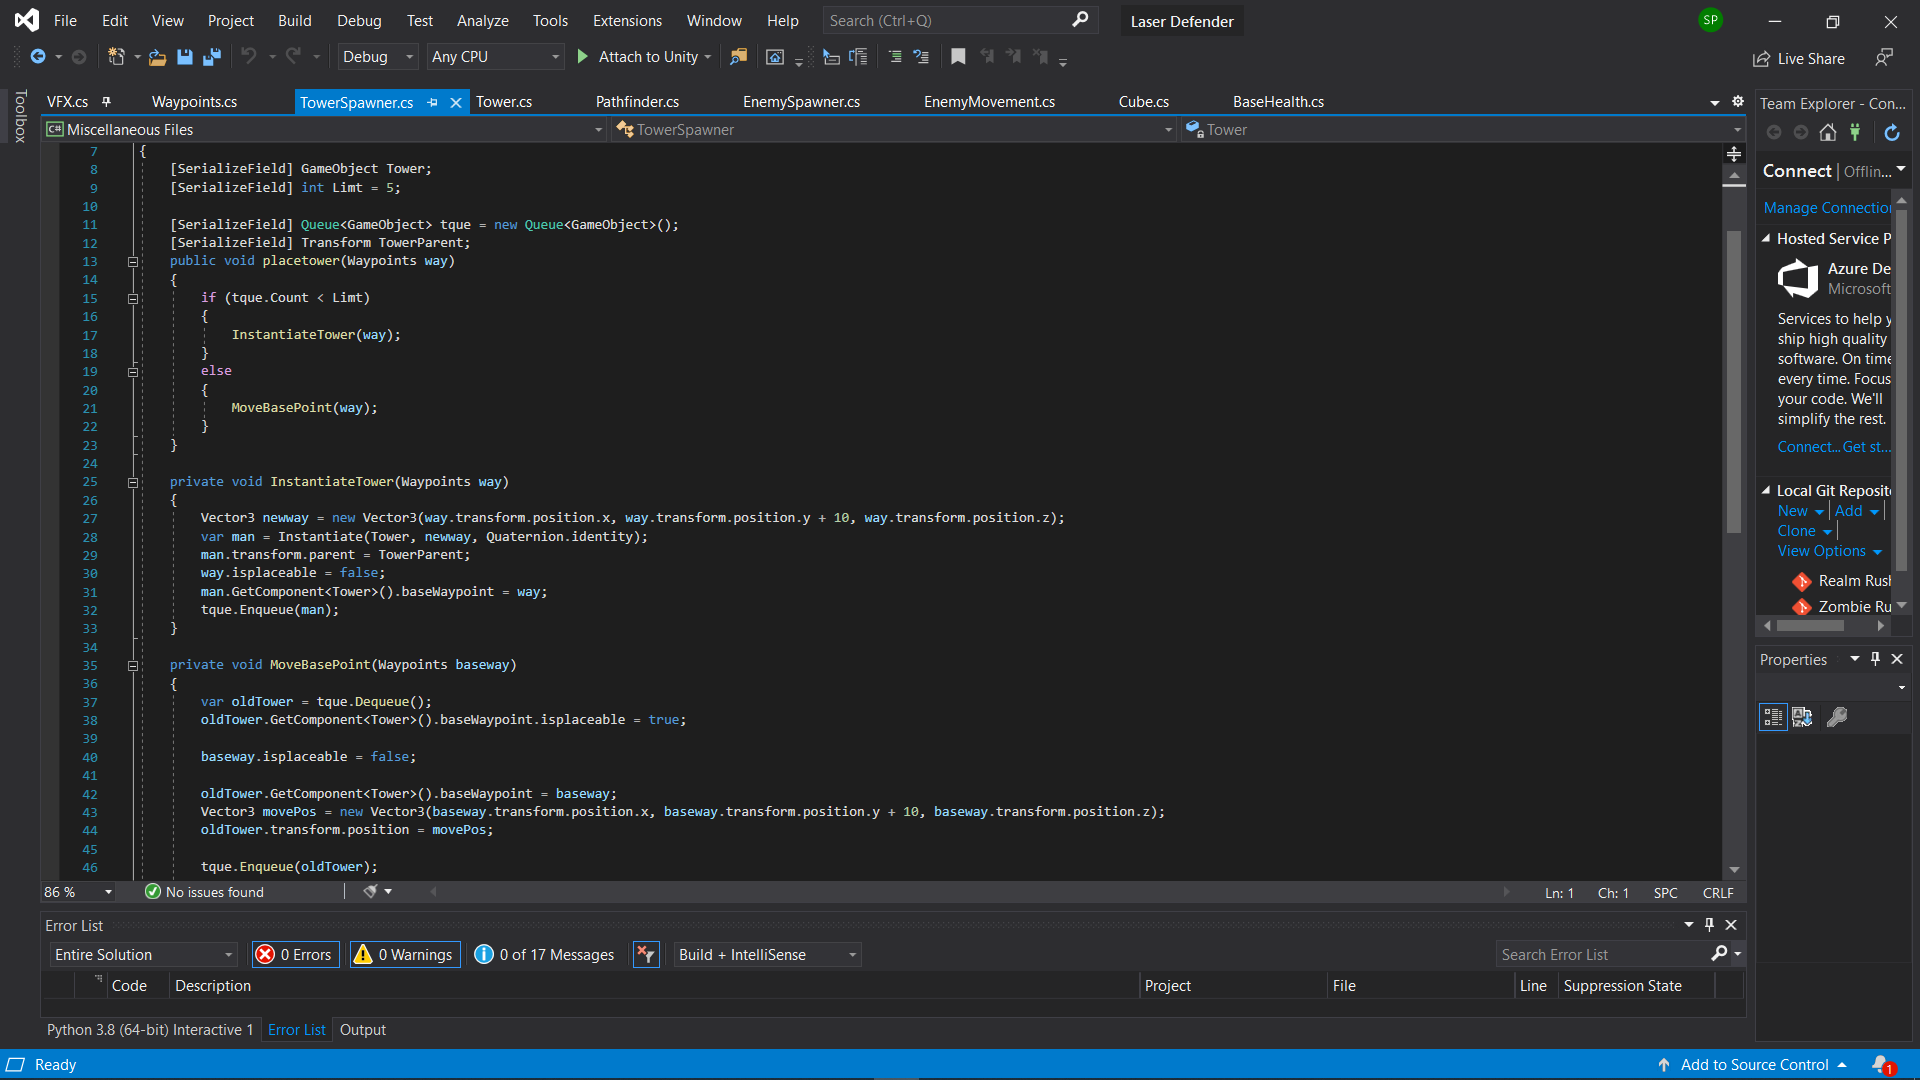 File Edit View Project Build Debug Test Analyze Tools Extensions Window Help Search (Ctrl+Q) Laser Defender SP
Debug Any CPU Attach to Unity Live Share
Toolbox
VFX.cs Waypoints.cs TowerSpawner.cs Tower.cs Pathfinder.cs EnemySpawner.cs EnemyMovement.cs Cube.cs BaseHealth.cs
C# Miscellaneous Files TowerSpawner Tower
7 {
8 [SerializeField] GameObject Tower;
9 [SerializeField] int Limt = 5;
10
11 [SerializeField] Queue<GameObject> tque = new Queue<GameObject>();
12 [SerializeField] Transform TowerParent;
13 public void placetower(Waypoints way)
14 {
15 if (tque.Count < Limt)
16 {
17 InstantiateTower(way);
18 }
19 else
20 {
21 MoveBasePoint(way);
22 }
23 }
24
25 private void InstantiateTower(Waypoints way)
26 {
27 Vector3 newway = new Vector3(way.transform.position.x, way.transform.position.y + 10, way.transform.position.z);
28 var man = Instantiate(Tower, newway, Quaternion.identity);
29 man.transform.parent = TowerParent;
30 way.isplaceable = false;
31 man.GetComponent<Tower>().baseWaypoint = way;
32 tque.Enqueue(man);
33 }
34
35 private void MoveBasePoint(Waypoints baseway)
36 {
37 var oldTower = tque.Dequeue();
38 oldTower.GetComponent<Tower>().baseWaypoint.isplaceable = true;
39
40 baseway.isplaceable = false;
41
42 oldTower.GetComponent<Tower>().baseWaypoint = baseway;
43 Vector3 movePos = new Vector3(baseway.transform.position.x, baseway.transform.position.y + 10, baseway.transform.position.z);
44 oldTower.transform.position = movePos;
45
46 tque.Enqueue(oldTower);
86 % No issues found Ln: 1 Ch: 1 SPC CRLF
Error List
Entire Solution 0 Errors 0 Warnings 0 of 17 Messages Build + IntelliSense Search Error List
Code Description Project File Line Suppression State
Python 3.8 (64-bit) Interactive 1 Error List Output
Ready Add to Source Control 1
Team Explorer - Con...
Connect | Offlin...
Manage Connectio
Hosted Service P
Azure De
Microsoft
Services to help y
ship high quality
software. On time
every time. Focus
your code. We'll
simplify the rest.
Connect... Get st...
Local Git Reposit
New Add
Clone
View Options
Realm Rush
Zombie Ru
Properties